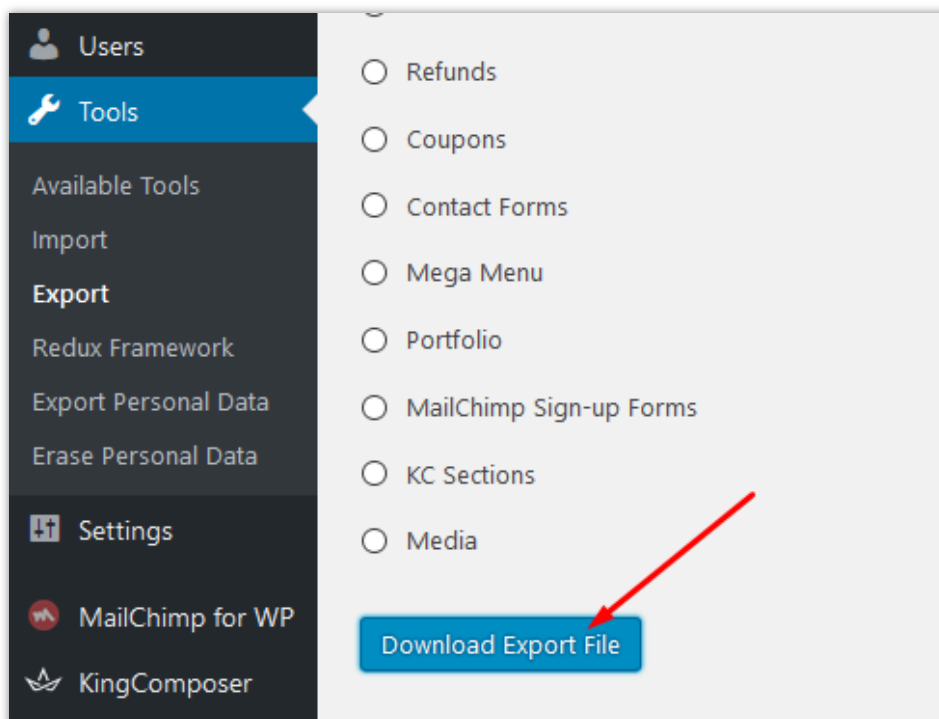 Users
Tools
Available Tools
Import
Export
Redux Framework
Export Personal Data
Erase Personal Data
Settings
MailChimp for WP
KingComposer
Refunds
Coupons
Contact Forms
Mega Menu
Portfolio
MailChimp Sign-up Forms
KC Sections
Media
Download Export File